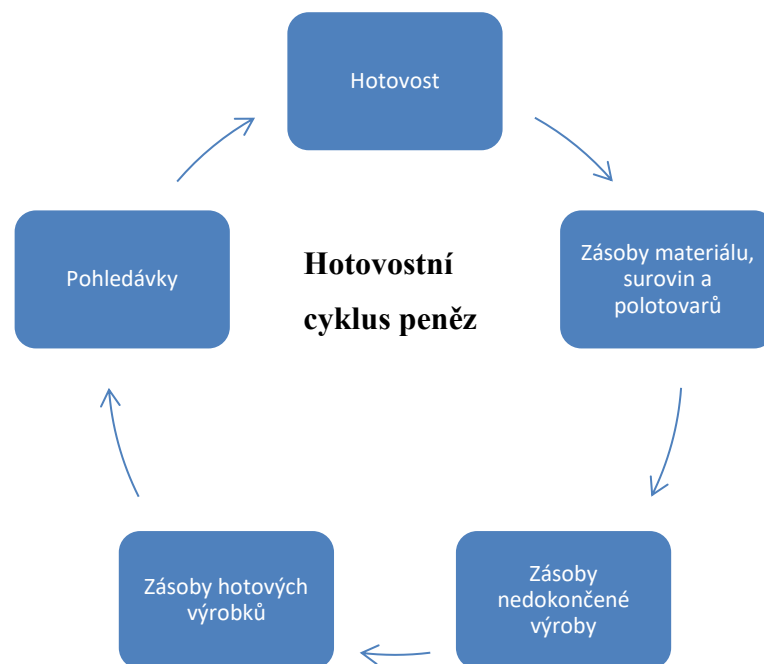 Hotovost
Zásoby materiálu,
surovin a
polotovarů
Zásoby
nedokončené
výroby
Zásoby hotových
výrobků
Pohledávky
Hotovostní
cyklus peněz